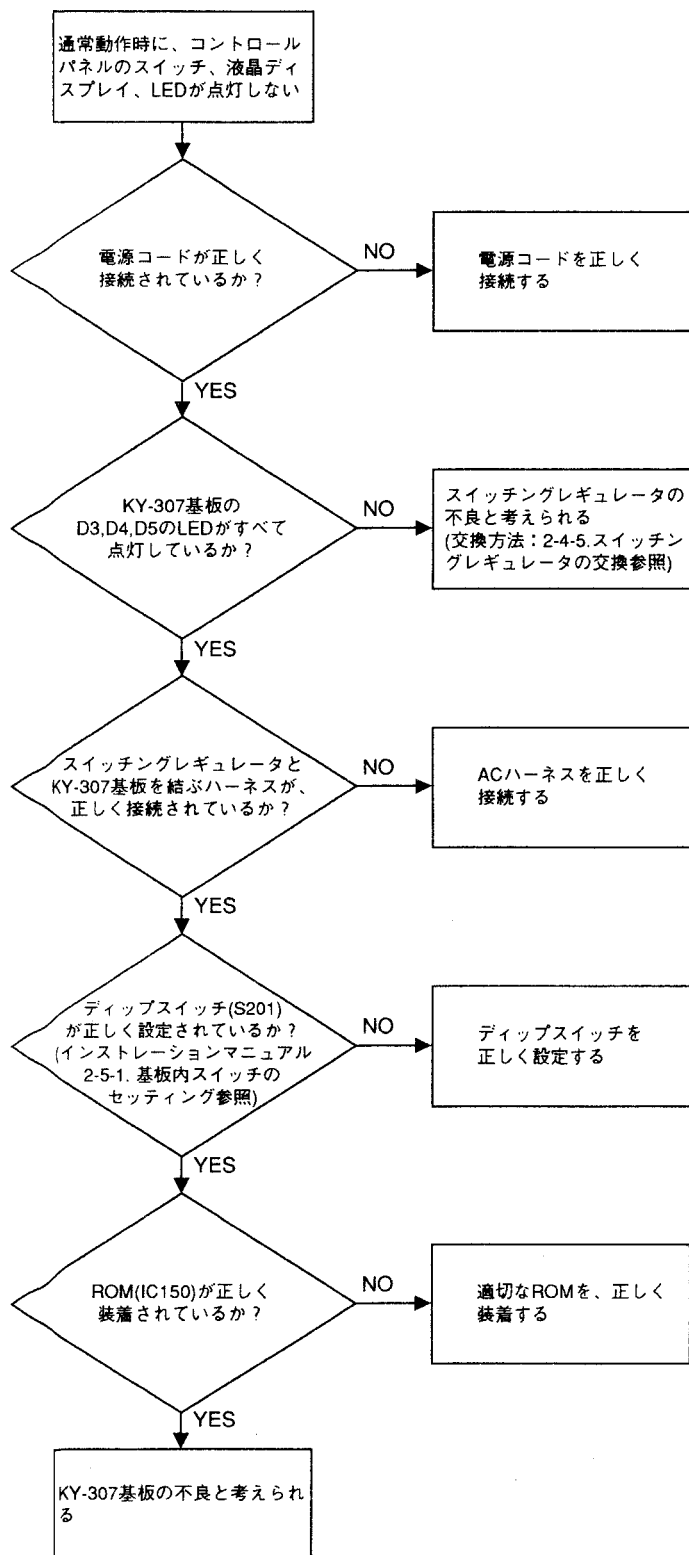 通常動作時に、コントロール
パネルのスイッチ、液晶ディ
スプレイ、LEDが点灯しない
電源コードが正しく
接続されているか？
NO
電源コードを正しく
接続する
YES
KY-307基板の
D3,D4,D5のLEDがすべて
点灯しているか？
NO
スイッチングレギュレータの
不良と考えられる
(交換方法：2-4-5.スイッチン
グレギュレータの交換参照)
YES
スイッチングレギュレータと
KY-307基板を結ぶハーネスが、
正しく接続されているか？
NO
ACハーネスを正しく
接続する
YES
ディップスイッチ(S201)
が正しく設定されているか？
(インストレーションマニュアル
2-5-1. 基板内スイッチの
セッティング参照)
NO
ディップスイッチを
正しく設定する
YES
ROM(IC150)が正しく
装着されているか？
NO
適切なROMを、正しく
装着する
YES
KY-307基板の不良と考えられ
る